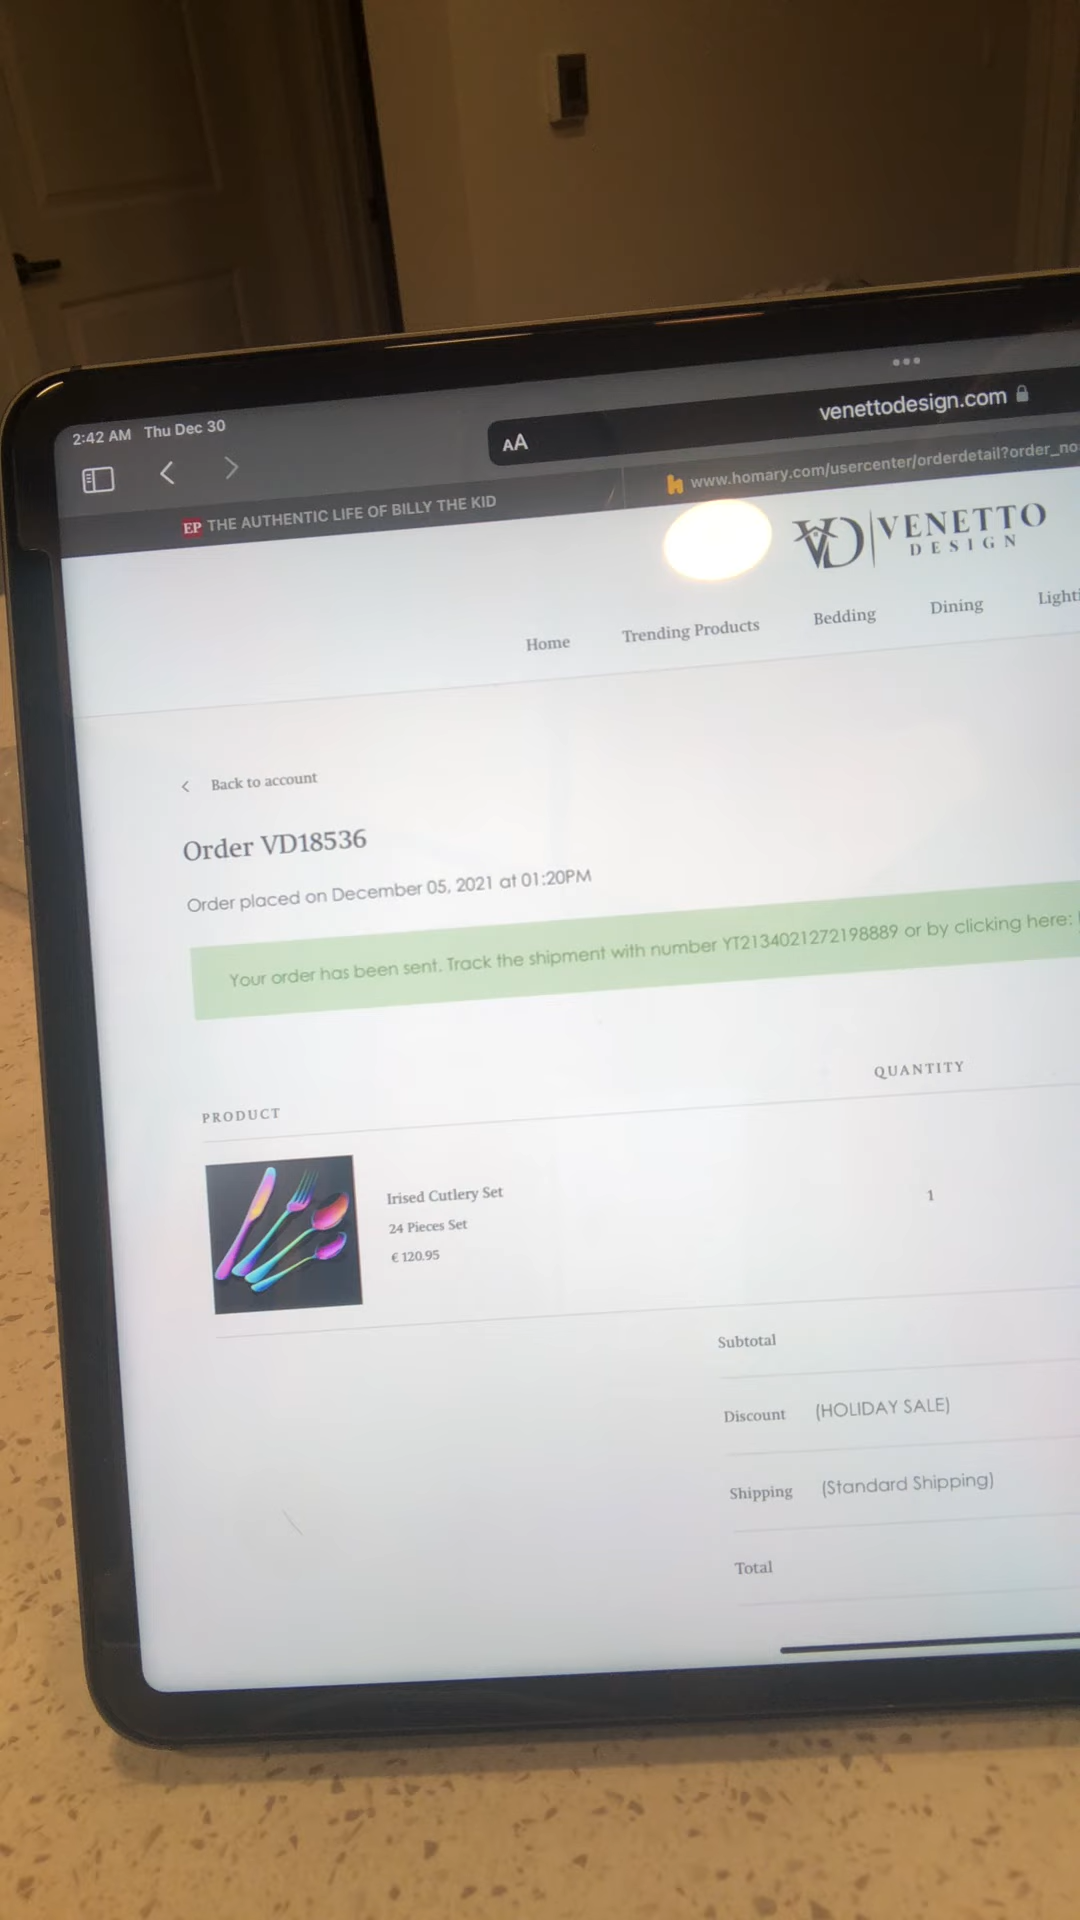 2:42 AM Thu Dec 30
AA
venettodesign.com
EP THE AUTHENTIC LIFE OF BILLY THE KID
www.homary.com/usercenter/orderdetail?order_no
VD VENETTO
DESIGN
Home Trending Products Bedding Dining Lighti
Back to account
Order VD18536
Order placed on December 05, 2021 at 01:20PM
Your order has been sent. Track the shipment with number YT2134021272198889 or by clicking here:
PRODUCT
QUANTITY
Irised Cutlery Set
24 Pieces Set
€ 120.95
1
Subtotal
Discount (HOLIDAY SALE)
Shipping (Standard Shipping)
Total